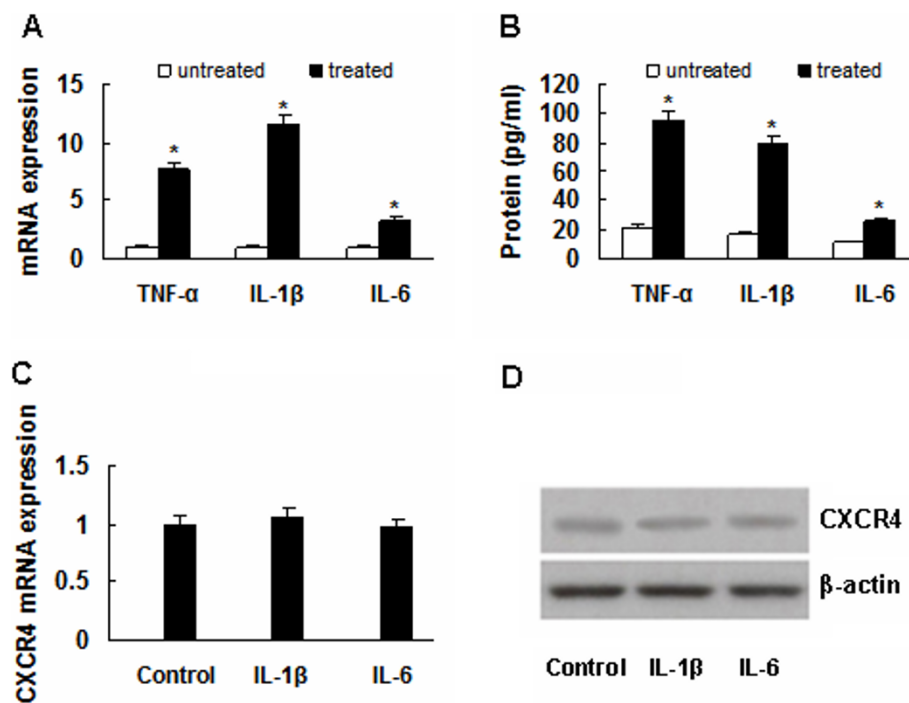 A
untreated treated
mRNA expression
15
10
5
0
* * *
TNF-α IL-1β IL-6
B
untreated treated
Protein (pg/ml)
120
100
80
60
40
20
0
* * *
TNF-α IL-1β IL-6
C
CXCR4 mRNA expression
1.5
1
0.5
0
Control IL-1β IL-6
D
CXCR4
β-actin
Control IL-1β IL-6